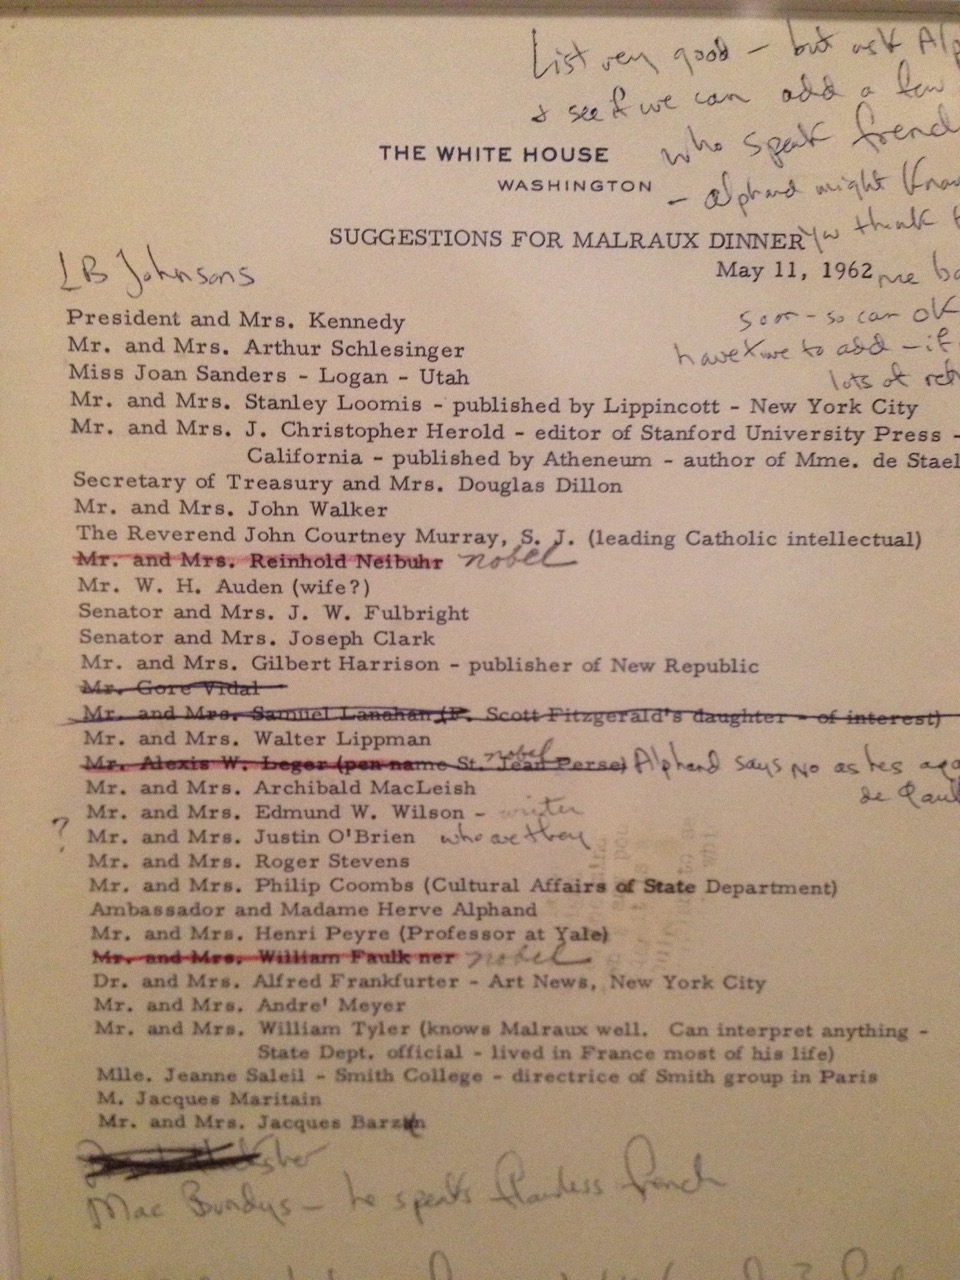 List very good - but ask Alp
& see if we can add a few
who speak french
THE WHITE HOUSE
WASHINGTON
- Alphand might know
SUGGESTIONS FOR MALRAUX DINNER
You think
May 11, 1962
me
LB Johnsons
soon - so can ok
have we to add - if
lots of
President and Mrs. Kennedy
Mr. and Mrs. Arthur Schlesinger
Miss Joan Sanders - Logan - Utah
Mr. and Mrs. Stanley Loomis - published by Lippincott - New York City
Mr. and Mrs. J. Christopher Herold - editor of Stanford University Press -
California - published by Atheneum - author of Mme. de Stael
Secretary of Treasury and Mrs. Douglas Dillon
Mr. and Mrs. John Walker
The Reverend John Courtney Murray, S. J. (leading Catholic intellectual)
Mr. and Mrs. Reinhold Neibuhr nobel
Mr. W. H. Auden (wife?)
Senator and Mrs. J. W. Fulbright
Senator and Mrs. Joseph Clark
Mr. and Mrs. Gilbert Harrison - publisher of New Republic
Mr. Gore Vidal
Mr. and Mrs. Samuel Lanahan (F. Scott Fitzgerald's daughter - of interest)
Mr. and Mrs. Walter Lippman
Mr. Alexis W. Leger (pen name St. Jean Perse) nobel Alphand says No as hes aga
de Gaul
Mr. and Mrs. Archibald MacLeish
Mr. and Mrs. Edmund W. Wilson - writer
? Mr. and Mrs. Justin O'Brien who are they
Mr. and Mrs. Roger Stevens
Mr. and Mrs. Philip Coombs (Cultural Affairs of State Department)
Ambassador and Madame Herve Alphand
Mr. and Mrs. Henri Peyre (Professor at Yale)
Mr. and Mrs. William Faulk ner nobel
Dr. and Mrs. Alfred Frankfurter - Art News, New York City
Mr. and Mrs. Andre' Meyer
Mr. and Mrs. William Tyler (knows Malraux well. Can interpret anything -
State Dept. official - lived in France most of his life)
Mlle. Jeanne Saleil - Smith College - directrice of Smith group in Paris
M. Jacques Maritain
Mr. and Mrs. Jacques Barzun
Mac Bundys - he speaks flawless french